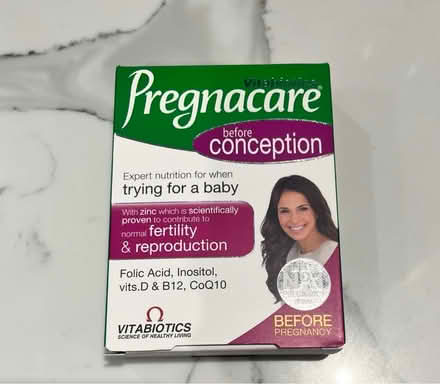 Vitabiotics
Pregnacare®
before
conception
Expert nutrition for when
trying for a baby
With zinc which is scientifically
proven to contribute to
normal fertility
& reproduction
Folic Acid, Inositol,
vits.D & B12, CoQ10
VITABIOTICS
SCIENCE OF HEALTHY LIVING
BEFORE
PREGNANCY